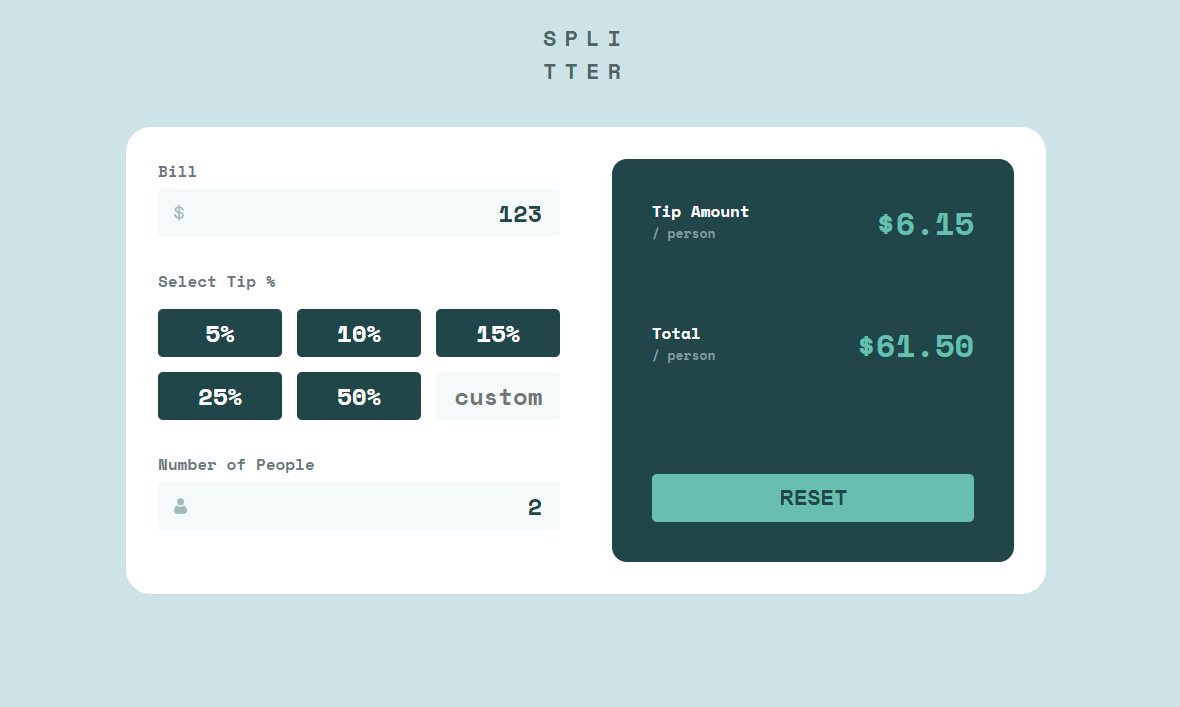 SPLI
TTER
Bill
$
123
Select Tip %
5%
10%
15%
25%
50%
custom
Number of People
2
Tip Amount
/ person
$6.15
Total
/ person
$61.50
RESET